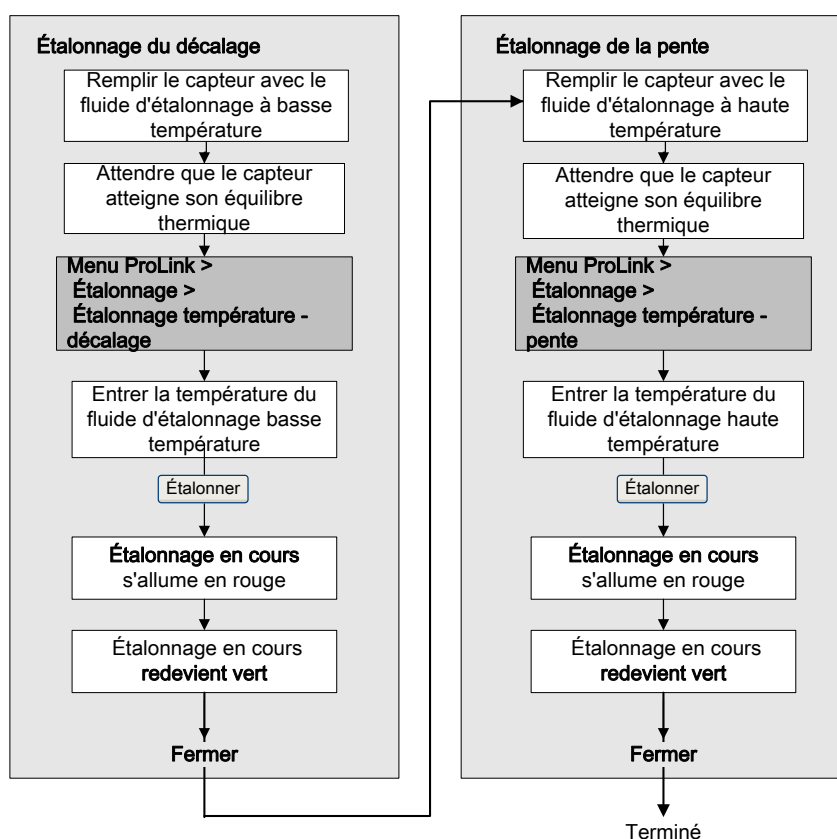 Étalonnage du décalage
Remplir le capteur avec le
fluide d'étalonnage à basse
température
Attendre que le capteur
atteigne son équilibre
thermique
Menu ProLink >
Étalonnage >
Étalonnage température -
décalage
Entrer la température du
fluide d'étalonnage basse
température
Étalonner
Étalonnage en cours
s'allume en rouge
Étalonnage en cours
redevient vert
Fermer
Étalonnage de la pente
Remplir le capteur avec le
fluide d'étalonnage à haute
température
Attendre que le capteur
atteigne son équilibre
thermique
Menu ProLink >
Étalonnage >
Étalonnage température -
pente
Entrer la température du
fluide d'étalonnage haute
température
Étalonner
Étalonnage en cours
s'allume en rouge
Étalonnage en cours
redevient vert
Fermer
Terminé